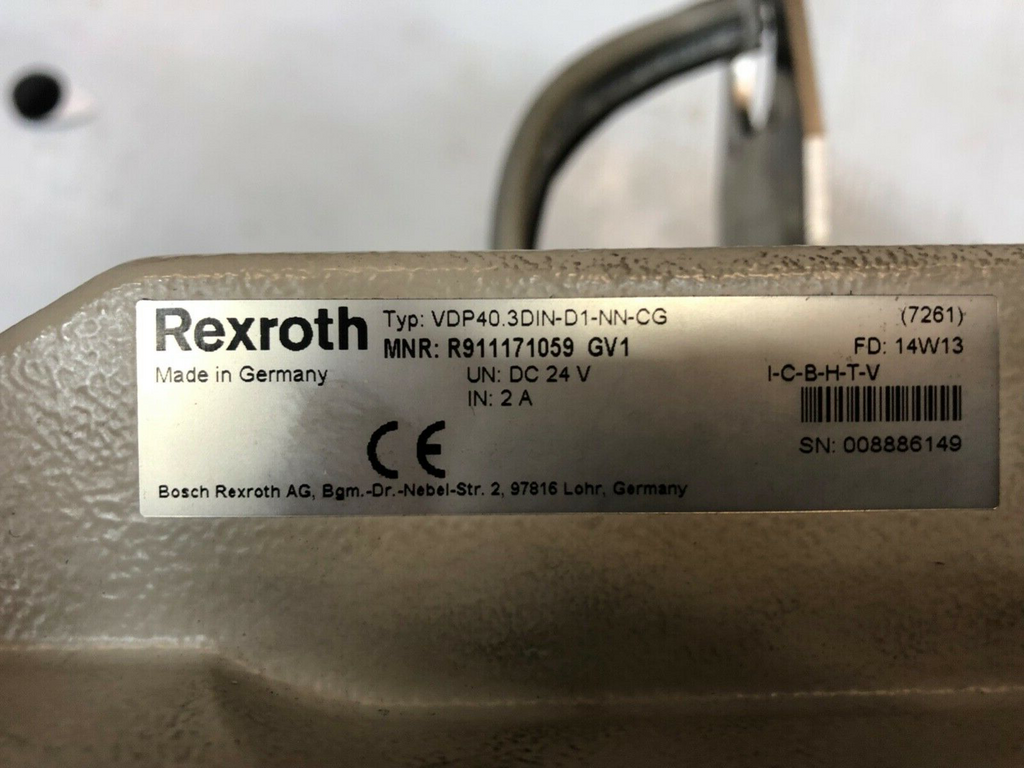 Rexroth Typ: VDP40.3DIN-D1-NN-CG (7261)
MNR: R911171059 GV1 FD: 14W13
Made in Germany UN: DC 24 V I-C-B-H-T-V
IN: 2 A
CE
SN: 008886149
Bosch Rexroth AG, Bgm.-Dr.-Nebel-Str. 2, 97816 Lohr, Germany